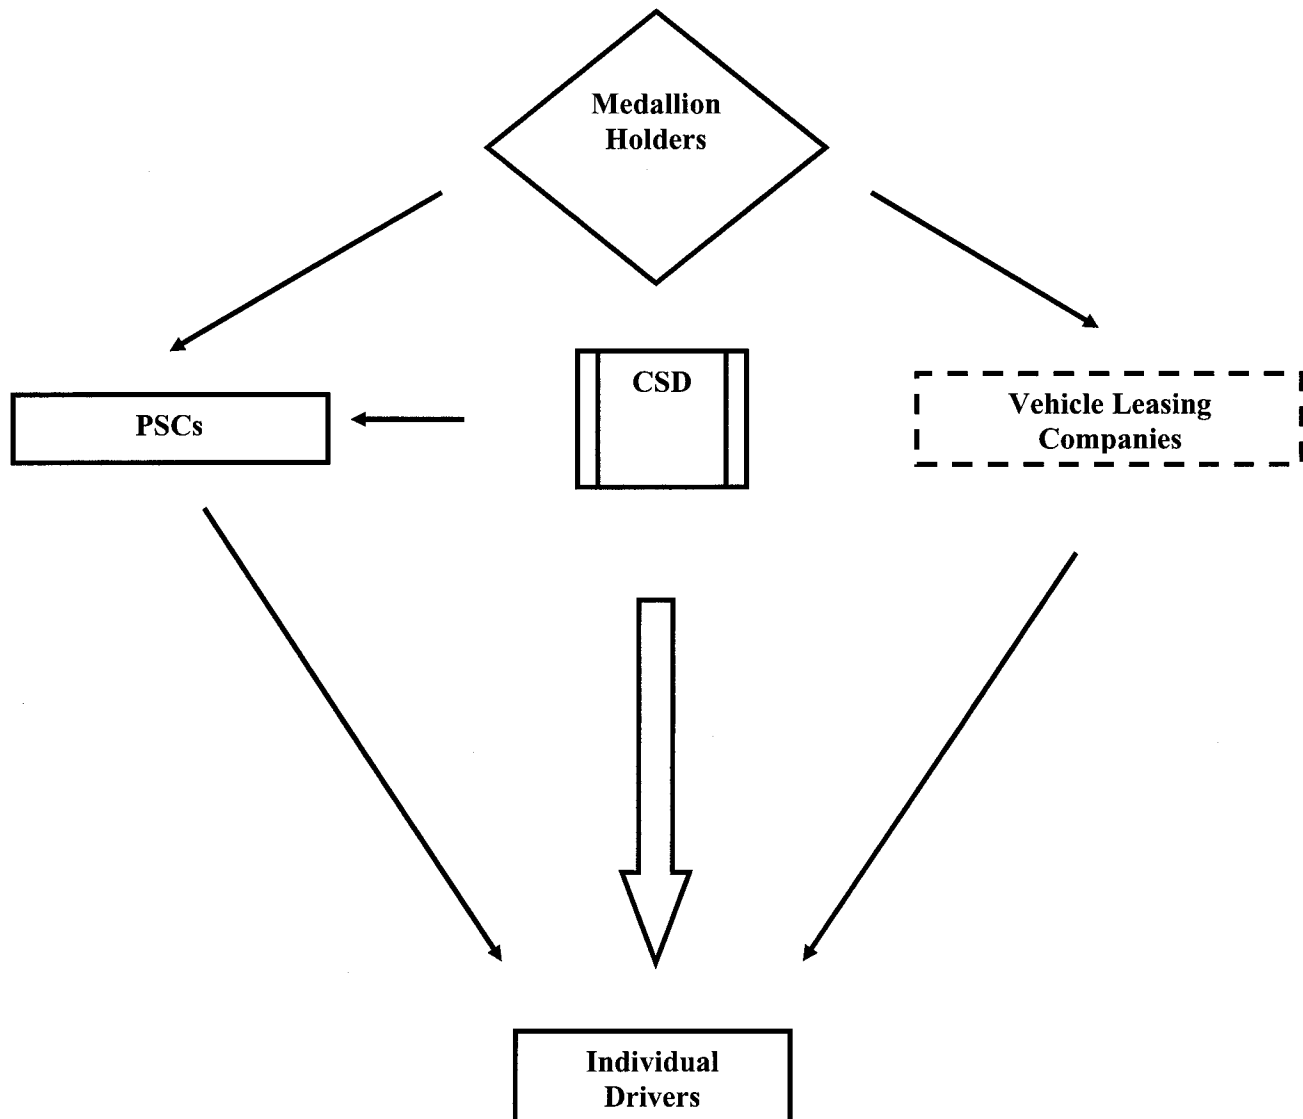 Medallion
Holders
CSD
PSCs
Vehicle Leasing
Companies
Individual
Drivers